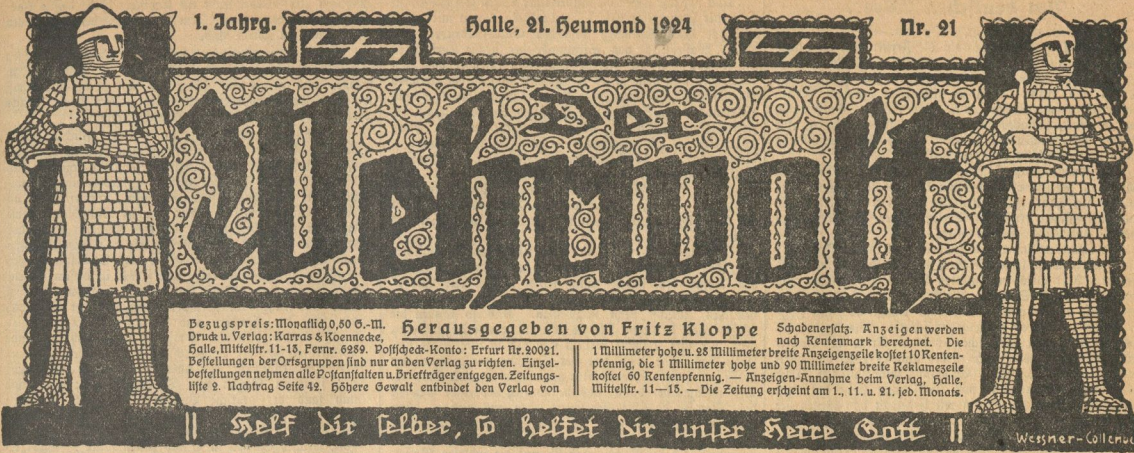 1. Jahrg.
Halle, 21. Heumond 1924
Nr. 21
Der
Wehrwolf
Herausgegeben von Fritz Kloppe
Bezugspreis: Monatlich 0,50 G.-M.
Druck u. Verlag: Karras & Koennecke,
Halle, Mittelstr. 11-13, Fernr. 6289. Postscheck-Konto: Erfurt Nr. 20021.
Bestellungen der Ortsgruppen sind nur an den Verlag zu richten. Einzel-
bestellungen nehmen alle Postanstalten u. Briefträger entgegen. Zeitungs-
liste 2. Nachtrag Seite 42. Höhere Gewalt entbindet den Verlag von
Schadenersatz. Anzeigen werden
nach Rentenmark berechnet. Die
1 Millimeter hohe u. 28 Millimeter breite Anzeigenzeile kostet 10 Renten-
pfennig, die 1 Millimeter hohe und 90 Millimeter breite Reklamezeile
kostet 60 Rentenpfennig. — Anzeigen-Annahme beim Verlag, Halle,
Mittelstr. 11—13. — Die Zeitung erscheint am 1., 11. u. 21. jed. Monats.
Helf dir selber, so helfet dir unser Herre Gott